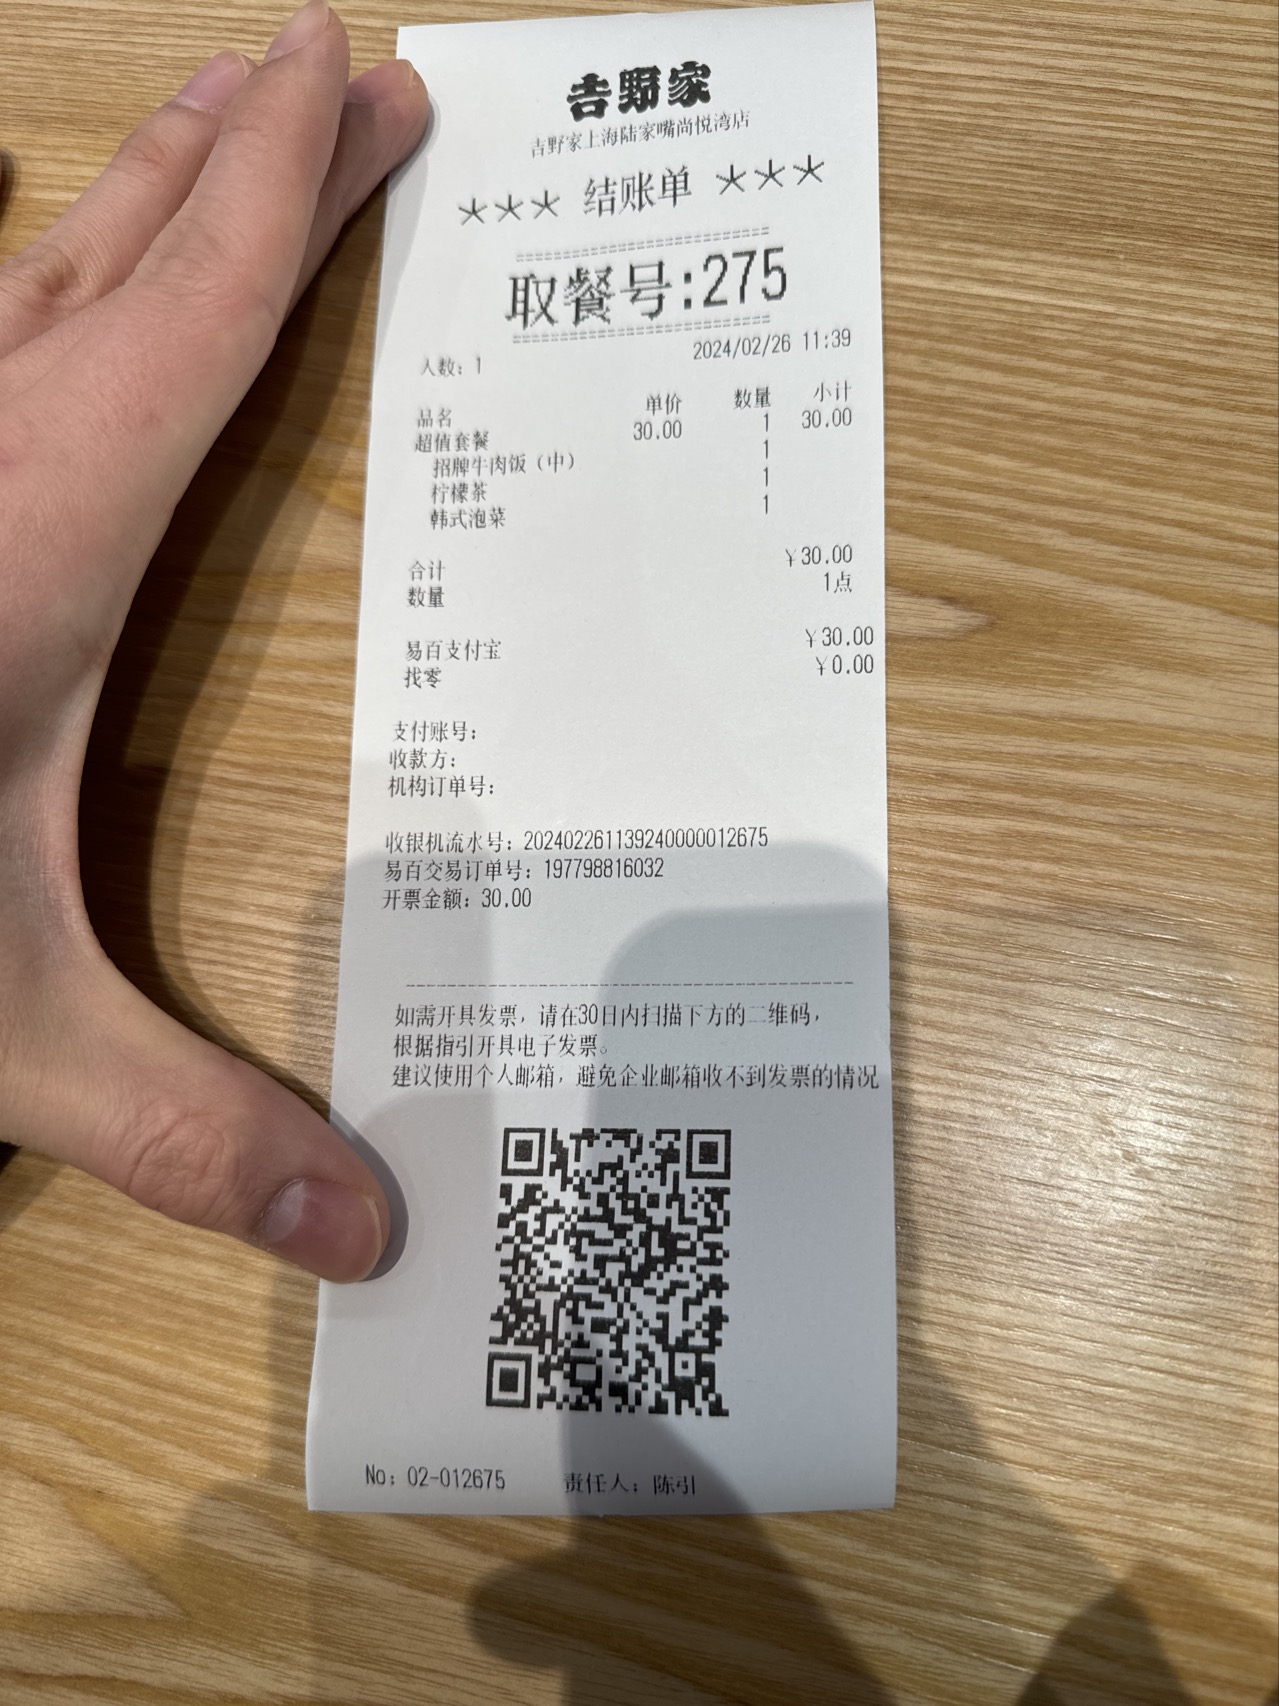 吉野家
吉野家上海陆家嘴尚悦湾店
*** 结账单 ***
==========================
取餐号:275
==========================
人数: 1 2024/02/26 11:39
品名 单价 数量 小计
超值套餐 30.00 1 30.00
招牌牛肉饭（中） 1
柠檬茶 1
韩式泡菜 1
合计 ¥30.00
数量 1点
易百支付宝 ¥30.00
找零 ¥0.00
支付账号:
收款方:
机构订单号:
收银机流水号: 2024022611392400000012675
易百交易订单号: 197798816032
开票金额: 30.00
------------------------------------------------
如需开具发票，请在30日内扫描下方的二维码，
根据指引开具电子发票。
建议使用个人邮箱，避免企业邮箱收不到发票的情况
No: 02-012675 责任人: 陈引